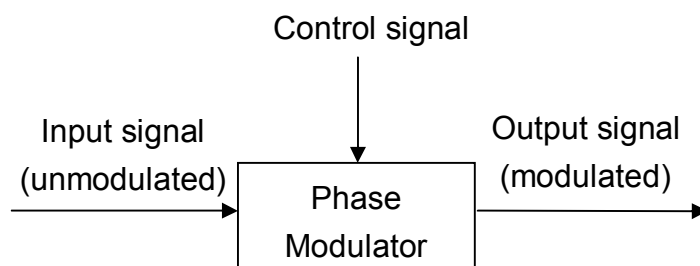 Control signal
Input signal
(unmodulated)
Output signal
(modulated)
Phase
Modulator